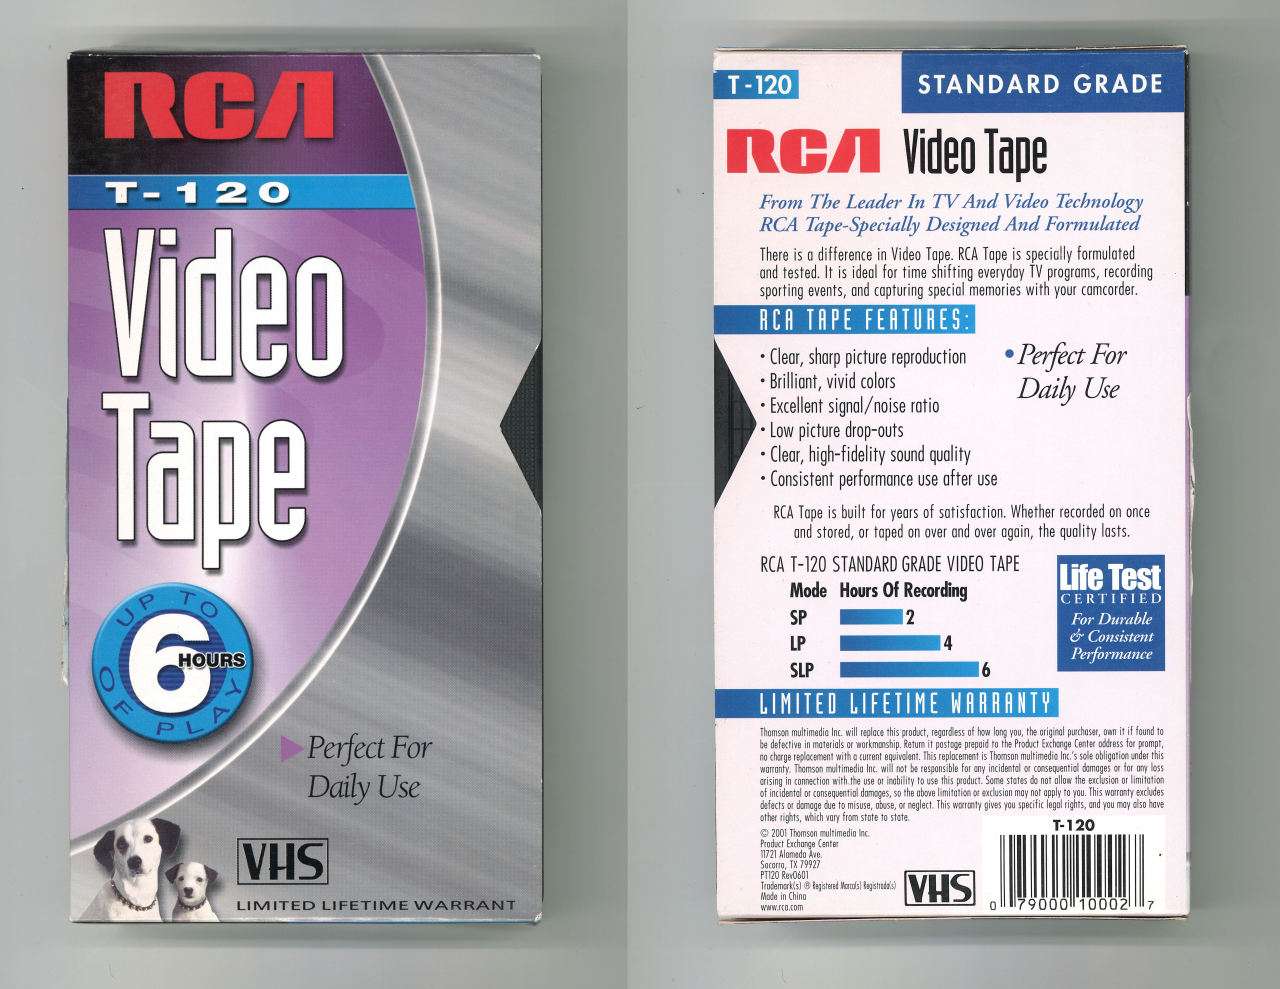 RCA
T-120
Video
Tape
UP TO
6 HOURS
OF PLAY
Perfect For
Daily Use
VHS
LIMITED LIFETIME WARRANT
T-120
STANDARD GRADE
RCA Video Tape
From The Leader In TV And Video Technology
RCA Tape-Specially Designed And Formulated
There is a difference in Video Tape. RCA Tape is specially formulated
and tested. It is ideal for time shifting everyday TV programs, recording
sporting events, and capturing special memories with your camcorder.
RCA TAPE FEATURES:
• Clear, sharp picture reproduction
• Brilliant, vivid colors
• Excellent signal/noise ratio
• Low picture drop-outs
• Clear, high-fidelity sound quality
• Consistent performance use after use
• Perfect For
Daily Use
RCA Tape is built for years of satisfaction. Whether recorded on once
and stored, or taped on over and over again, the quality lasts.
RCA T-120 STANDARD GRADE VIDEO TAPE
Mode Hours Of Recording
SP 2
LP 4
SLP 6
Life Test
CERTIFIED
For Durable
& Consistent
Performance
LIMITED LIFETIME WARRANTY
Thomson multimedia Inc. will replace this product, regardless of how long you, the original purchaser, own it if found to
be defective in materials or workmanship. Return it postage prepaid to the Product Exchange Center address for prompt,
no charge replacement with a current equivalent. This replacement is Thomson multimedia Inc.'s sole obligation under this
warranty. Thomson multimedia Inc. will not be responsible for any incidental or consequential damages or for any loss
arising in connection with the use or inability to use this product. Some states do not allow the exclusion or limitation
of incidental or consequential damages, so the above limitation or exclusion may not apply to you. This warranty excludes
defects or damage due to misuse, abuse, or neglect. This warranty gives you specific legal rights, and you may also have
other rights, which vary from state to state.
© 2001 Thomson multimedia Inc.
Product Exchange Center
11721 Alameda Ave.
Socorro, TX 79927
PT120 Rev0601
Trademark(s) ® Registered Marca(s) Registrada(s)
Made in China
www.rca.com
VHS
T-120
0 79000 10002 7